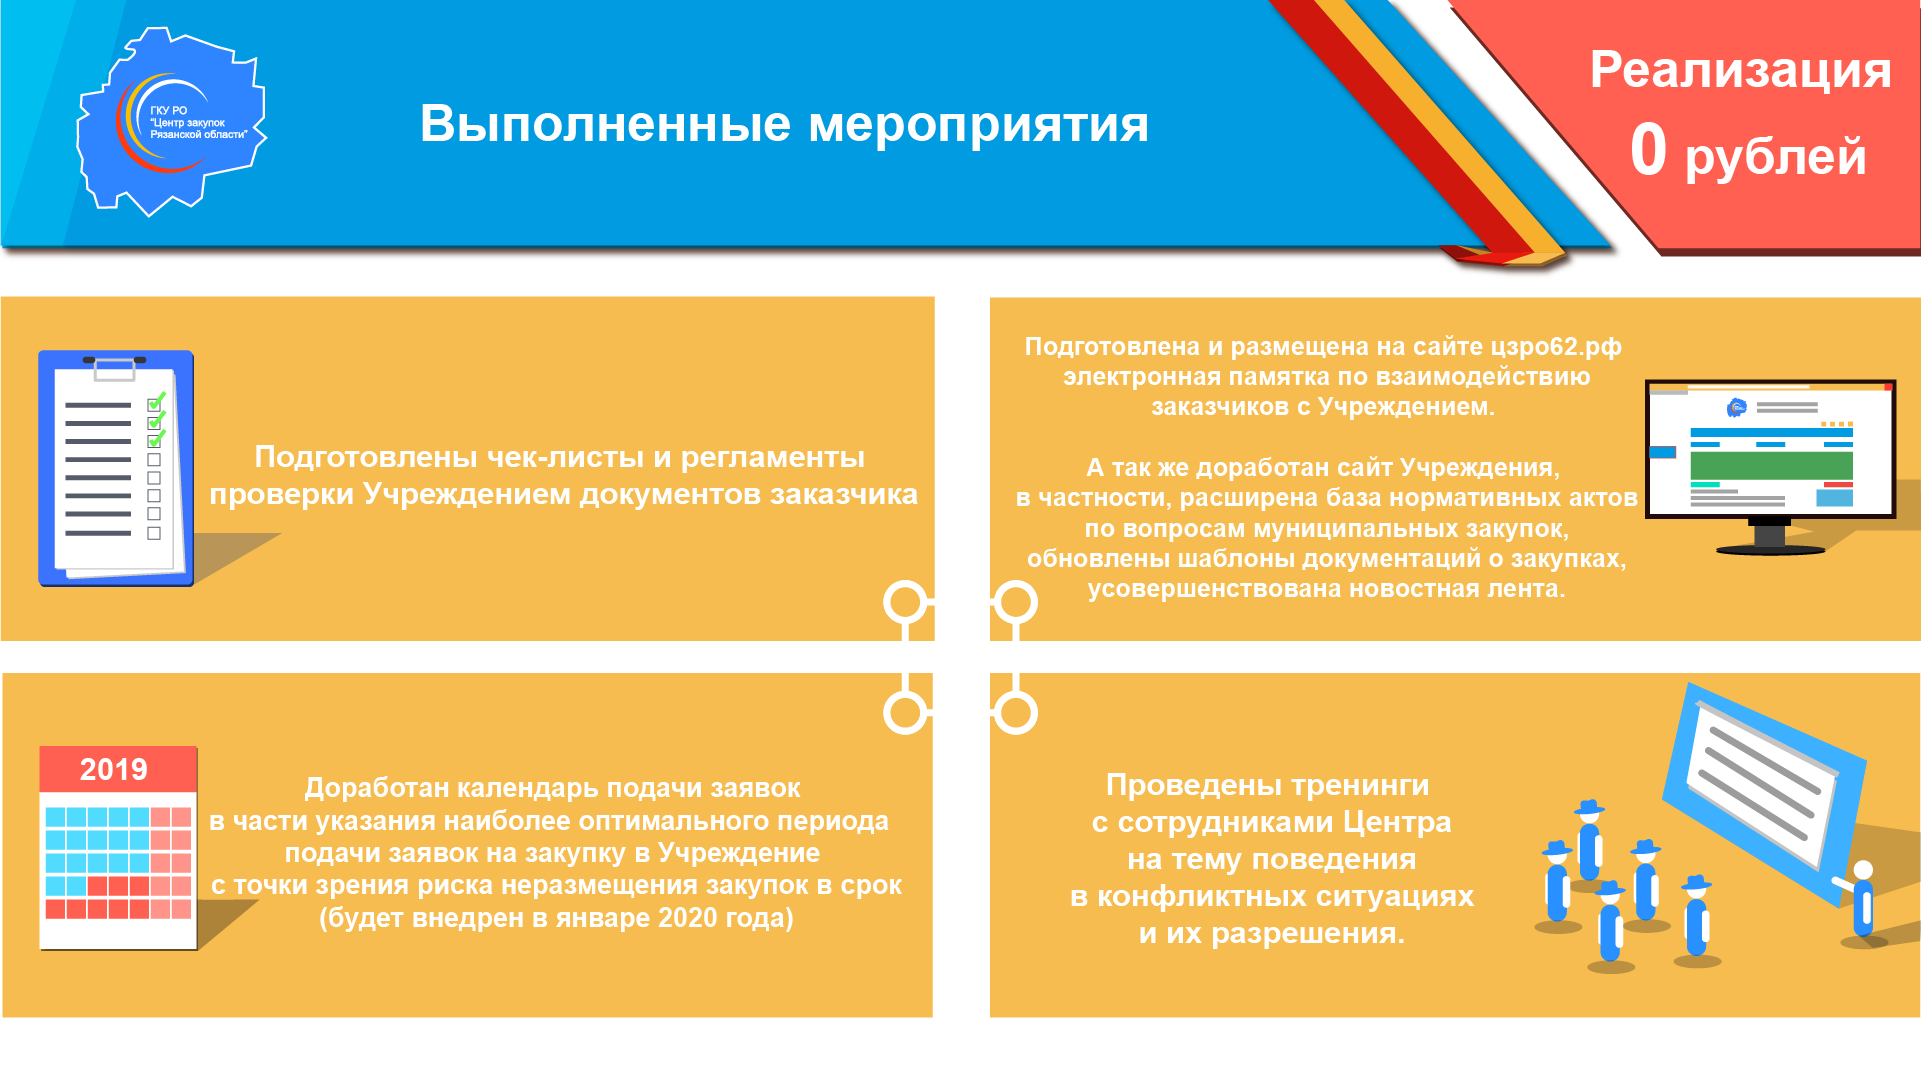 ГКУ РО
“Центр закупок
Рязанской области”
Выполненные мероприятия
Реализация
0 рублей
Подготовлены чек-листы и регламенты
проверки Учреждением документов заказчика
Подготовлена и размещена на сайте цзро62.рф
электронная памятка по взаимодействию
заказчиков с Учреждением.
А так же доработан сайт Учреждения,
в частности, расширена база нормативных актов
по вопросам муниципальных закупок,
обновлены шаблоны документаций о закупках,
усовершенствована новостная лента.
2019
Доработан календарь подачи заявок
в части указания наиболее оптимального периода
подачи заявок на закупку в Учреждение
с точки зрения риска неразмещения закупок в срок
(будет внедрен в январе 2020 года)
Проведены тренинги
с сотрудниками Центра
на тему поведения
в конфликтных ситуациях
и их разрешения.